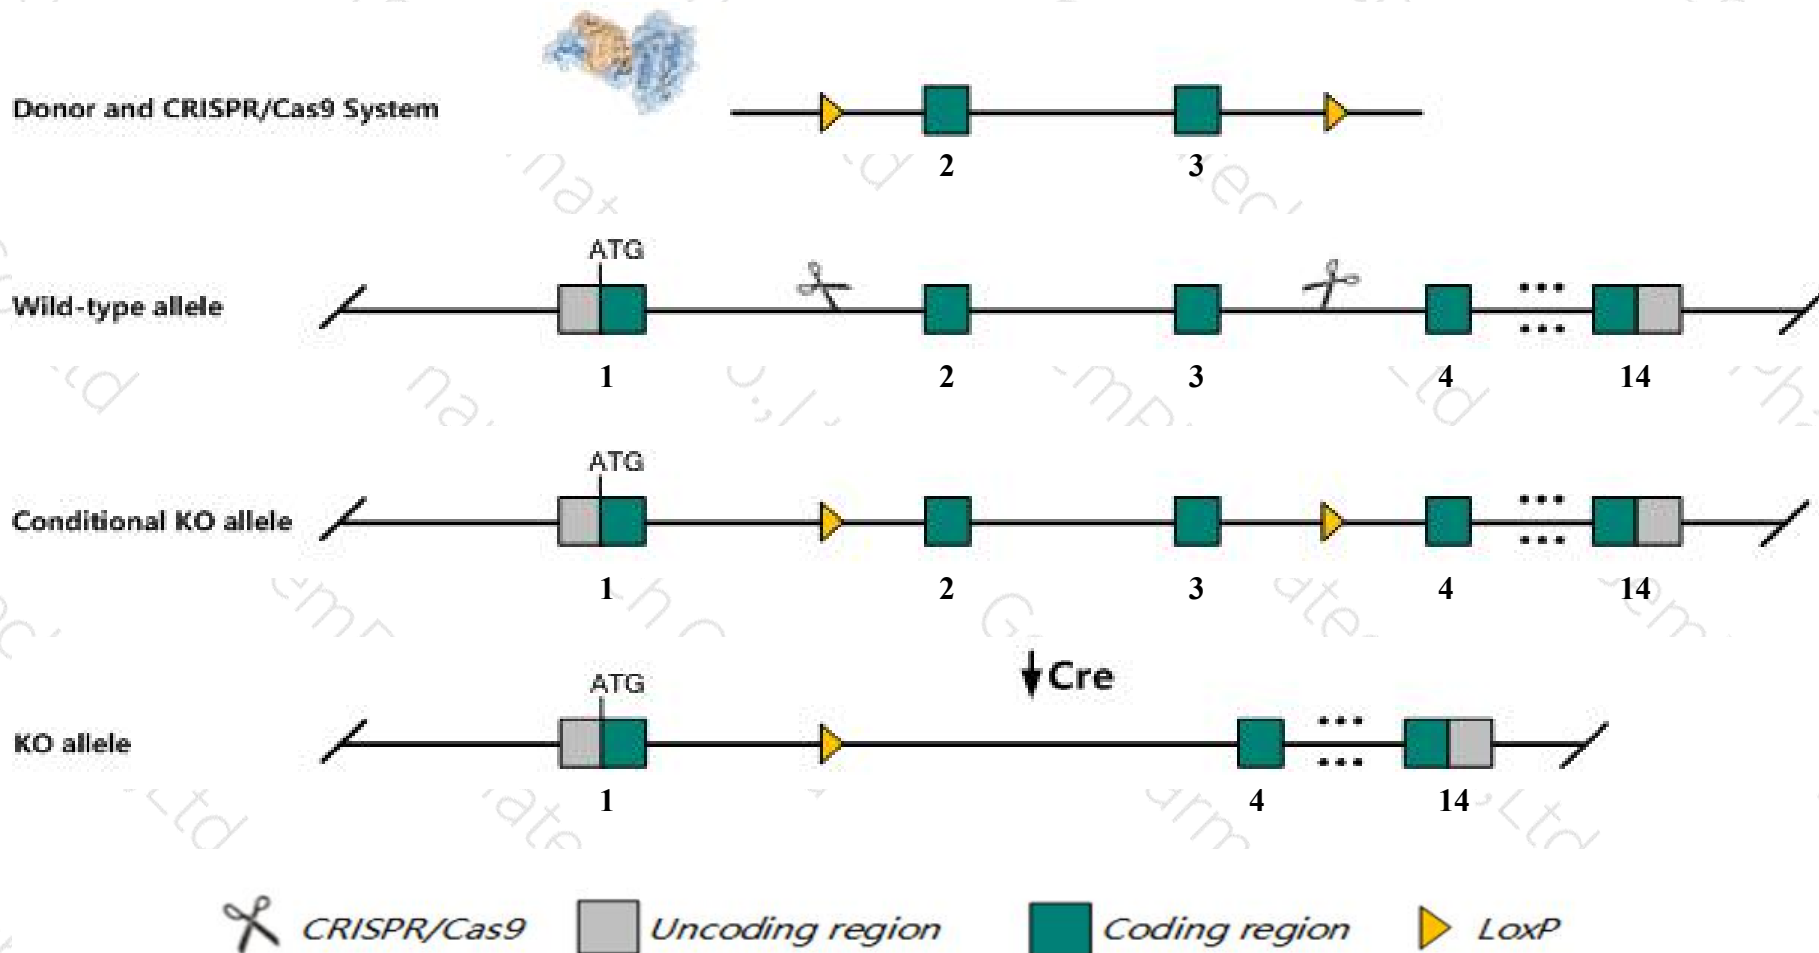 Donor and CRISPR/Cas9 System
2 3
ATG
Wild-type allele
1 2 3 4 14
ATG
Conditional KO allele
1 2 3 4 14
Cre
ATG
KO allele
1 4 14
CRISPR/Cas9 Uncoding region Coding region LoxP